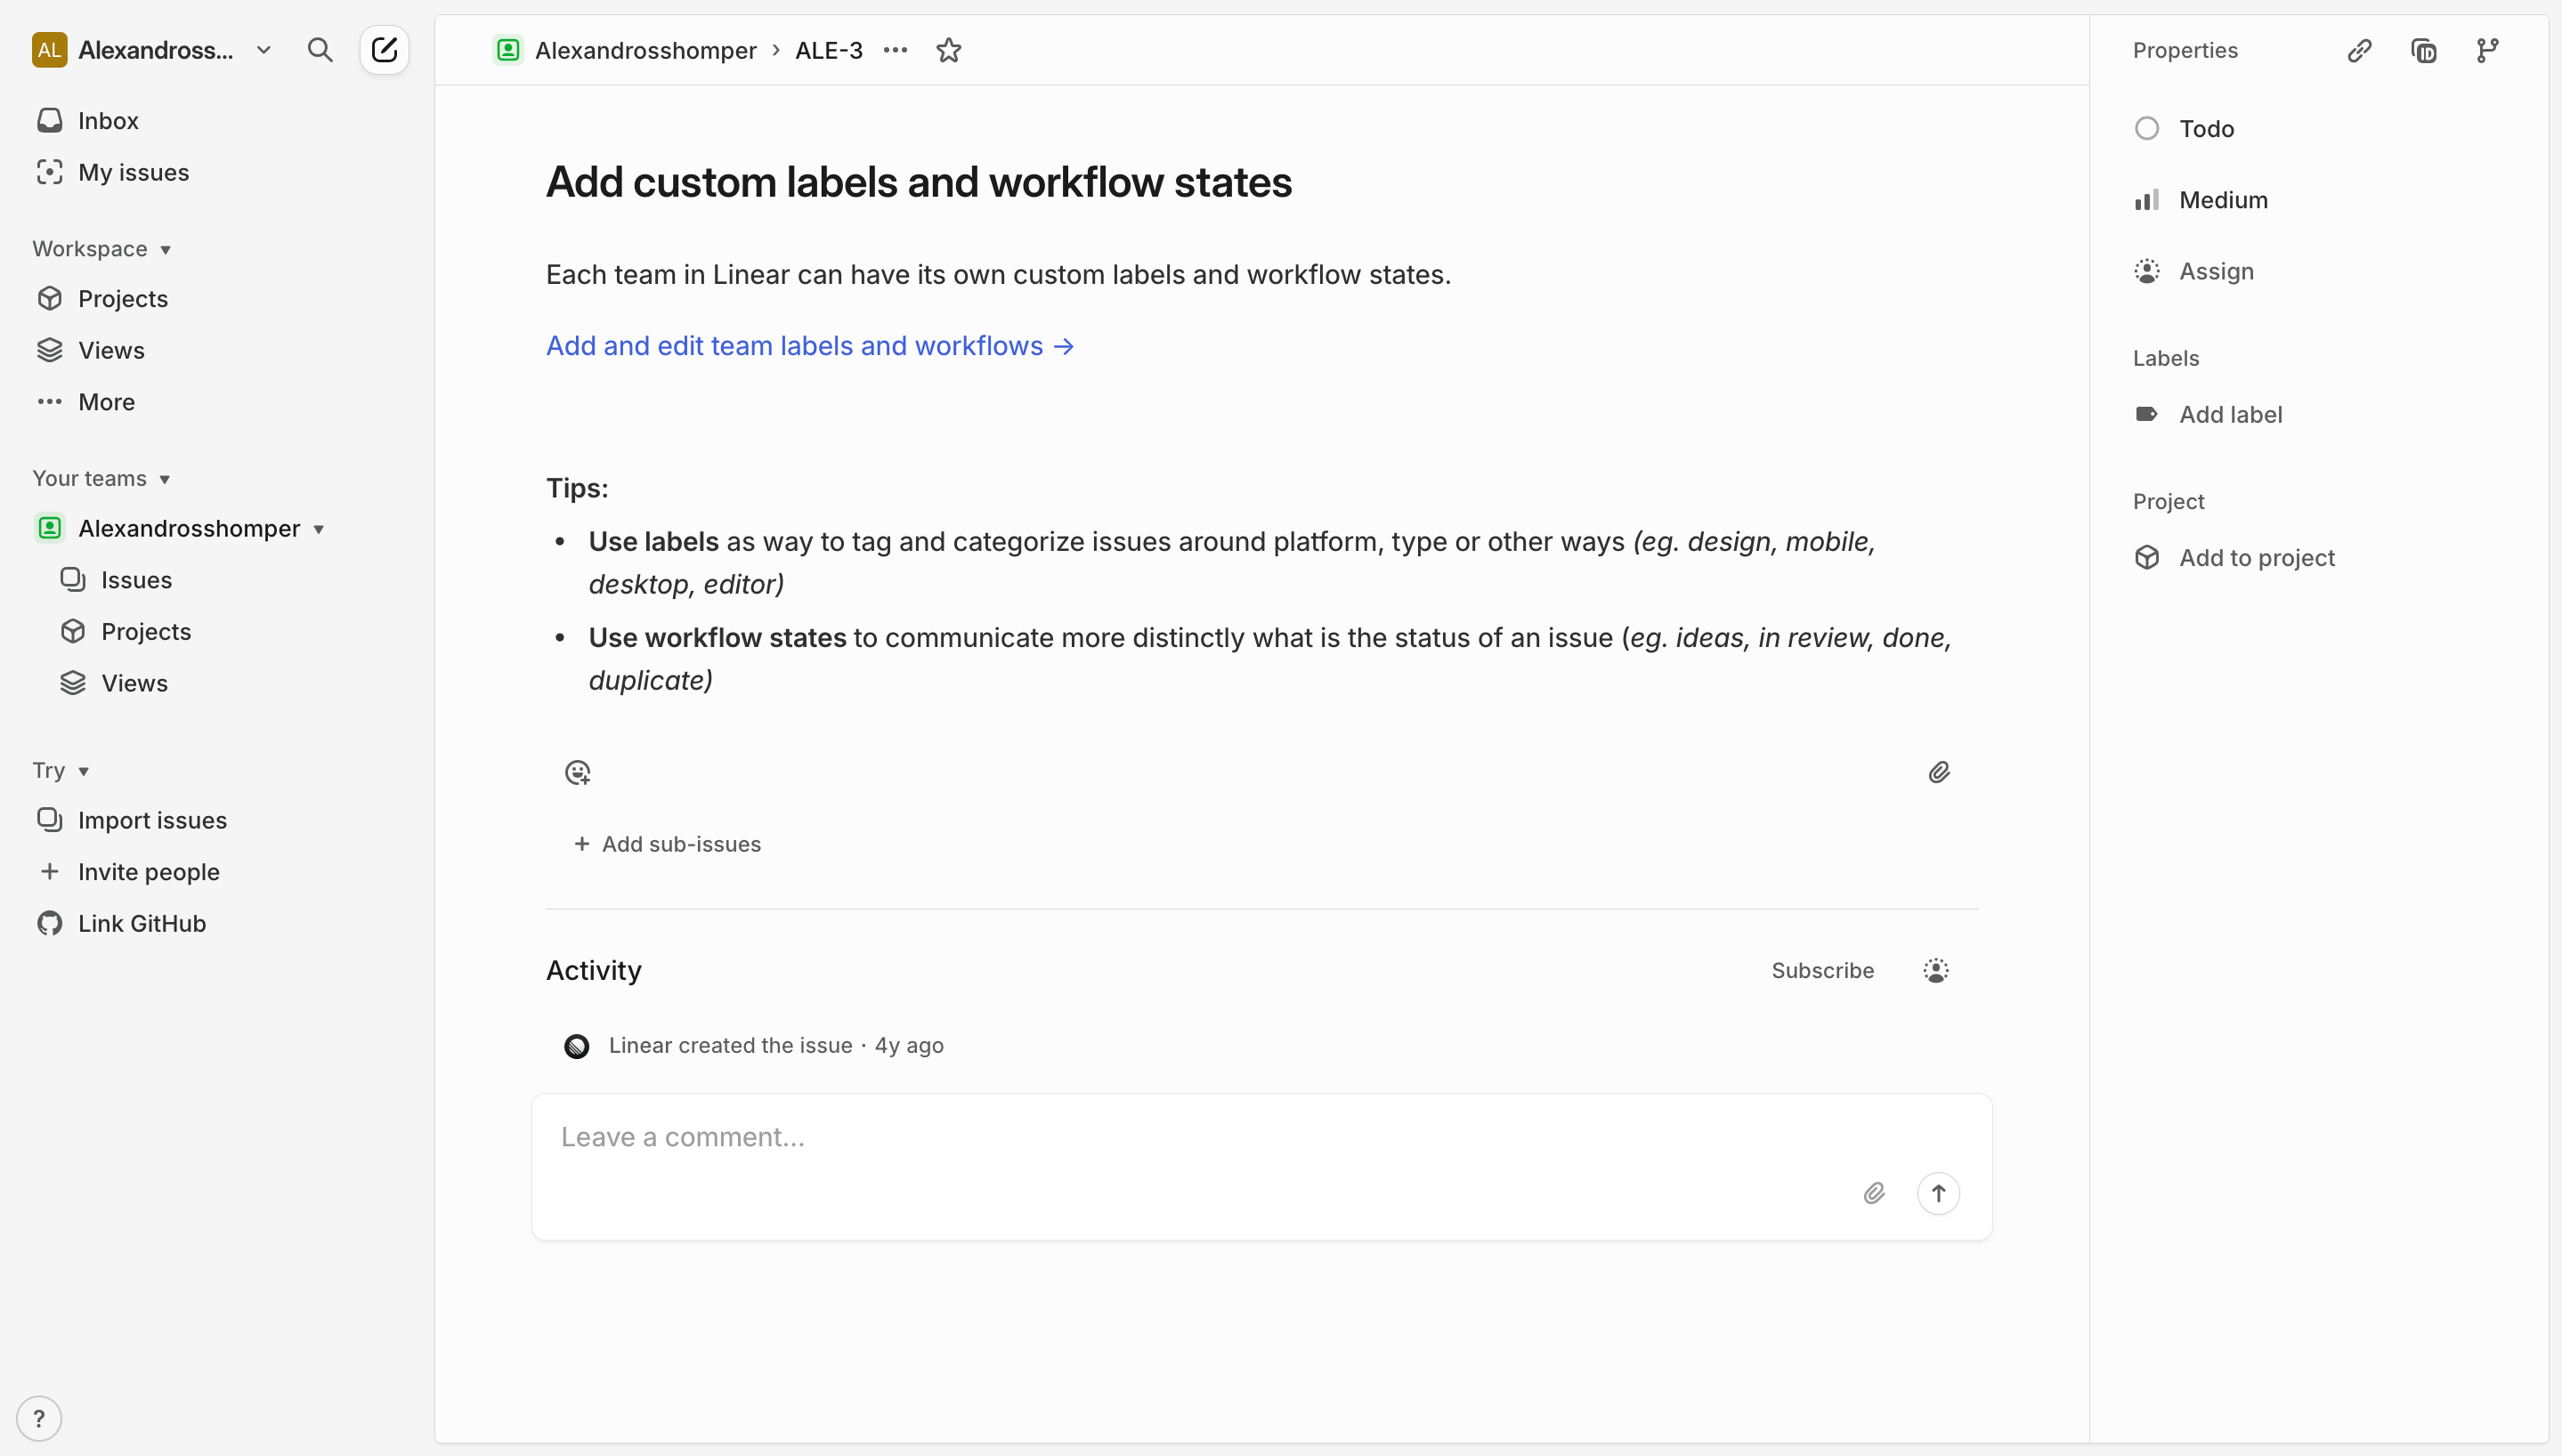 AL Alexandross...
Inbox
My issues
Workspace
Projects
Views
More
Your teams
Alexandrosshomper
Issues
Projects
Views
Try
Import issues
Invite people
Link GitHub
?
Alexandrosshomper › ALE-3
Add custom labels and workflow states
Each team in Linear can have its own custom labels and workflow states.
Add and edit team labels and workflows →
Tips:
• Use labels as way to tag and categorize issues around platform, type or other ways (eg. design, mobile,
desktop, editor)
• Use workflow states to communicate more distinctly what is the status of an issue (eg. ideas, in review, done,
duplicate)
+ Add sub-issues
Activity
Subscribe
Linear created the issue · 4y ago
Leave a comment...
Properties
Todo
Medium
Assign
Labels
Add label
Project
Add to project